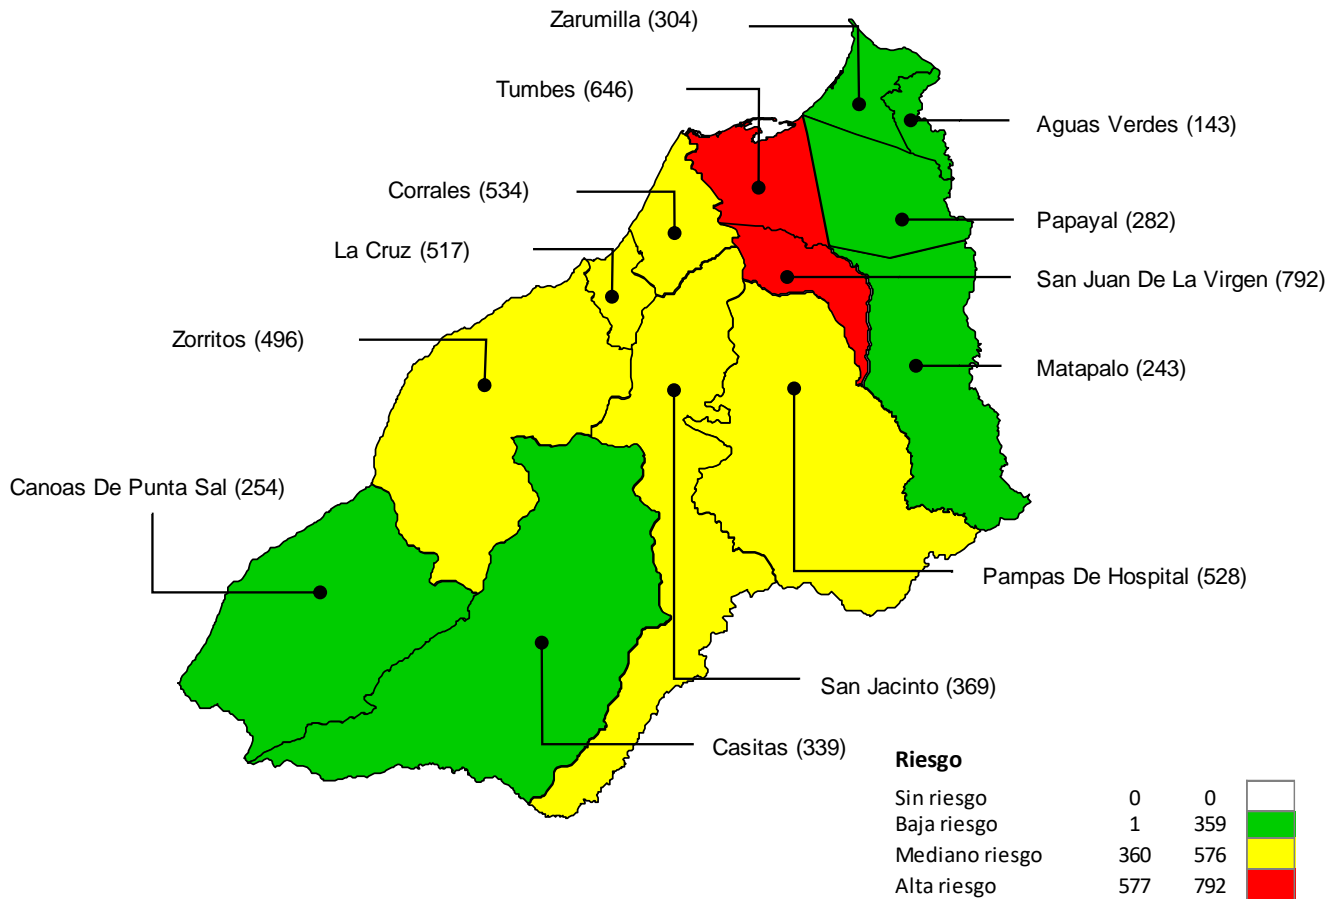 Zarumilla (304)
Tumbes (646)
Aguas Verdes (143)
Corrales (534)
Papayal (282)
La Cruz (517)
San Juan De La Virgen (792)
Zorritos (496)
Matapalo (243)
Canoas De Punta Sal (254)
Pampas De Hospital (528)
San Jacinto (369)
Casitas (339)
Riesgo
Sin riesgo 0 0
Baja riesgo 1 359
Mediano riesgo 360 576
Alta riesgo 577 792